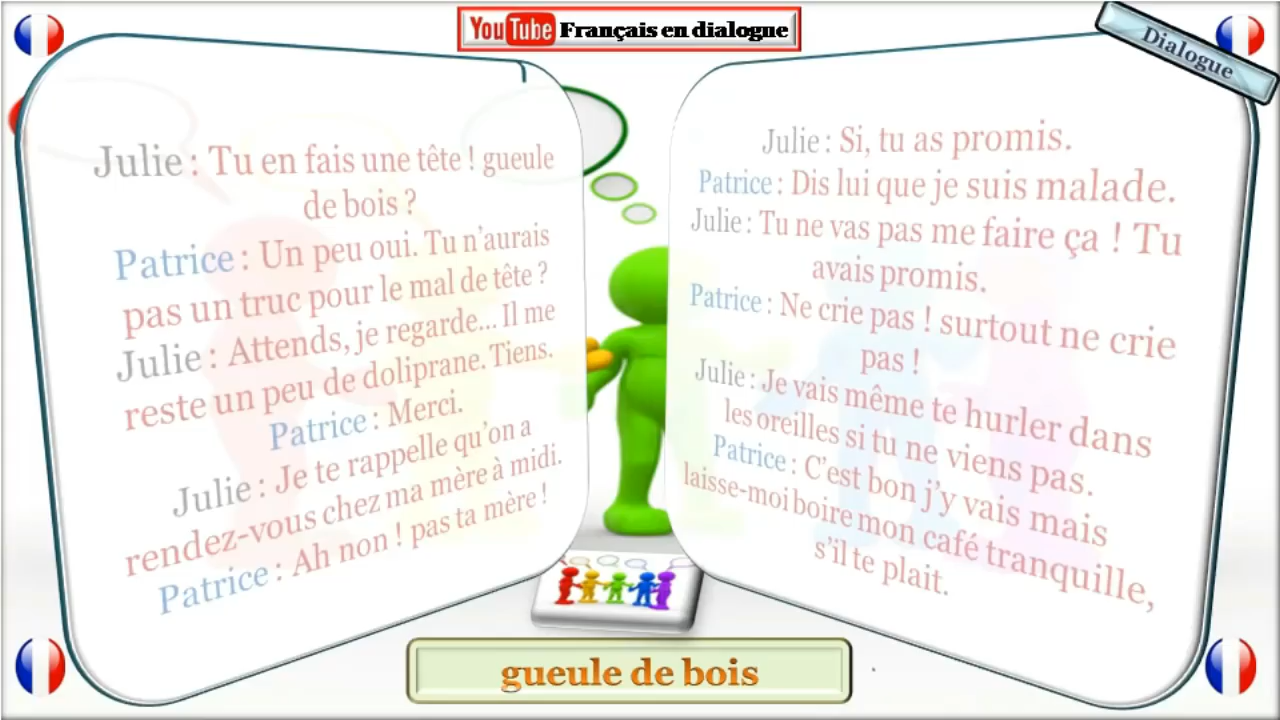 YouTube Français en dialogue
Dialogue
Julie : Tu en fais une tête ! gueule
de bois ?
Patrice : Un peu oui. Tu n'aurais
pas un truc pour le mal de tête ?
Julie : Attends, je regarde... Il me
reste un peu de doliprane. Tiens.
Patrice : Merci.
Julie : Je te rappelle qu'on a
rendez-vous chez ma mère à midi.
Patrice : Ah non ! pas ta mère !
Julie : Si, tu as promis.
Patrice : Dis lui que je suis malade.
Julie : Tu ne vas pas me faire ça ! Tu
avais promis.
Patrice : Ne crie pas ! surtout ne crie
pas !
Julie : Je vais même te hurler dans
les oreilles si tu ne viens pas.
Patrice : C'est bon j'y vais mais
laisse-moi boire mon café tranquille,
s'il te plait.
gueule de bois